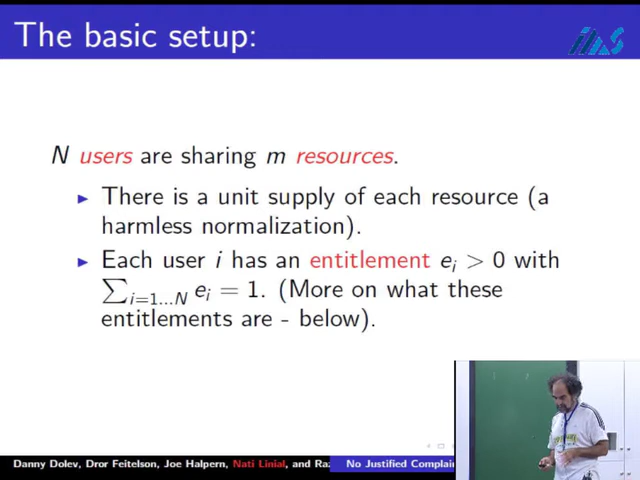 The basic setup:
IMS
N users are sharing m resources.
There is a unit supply of each resource (a
harmless normalization).
Each user i has an entitlement e_i > 0 with
∑_{i=1...N} e_i = 1. (More on what these
entitlements are - below).
Danny Dolev, Dror Feitelson, Joe Halpern, Nati Linial, and Raz No Justified Complain